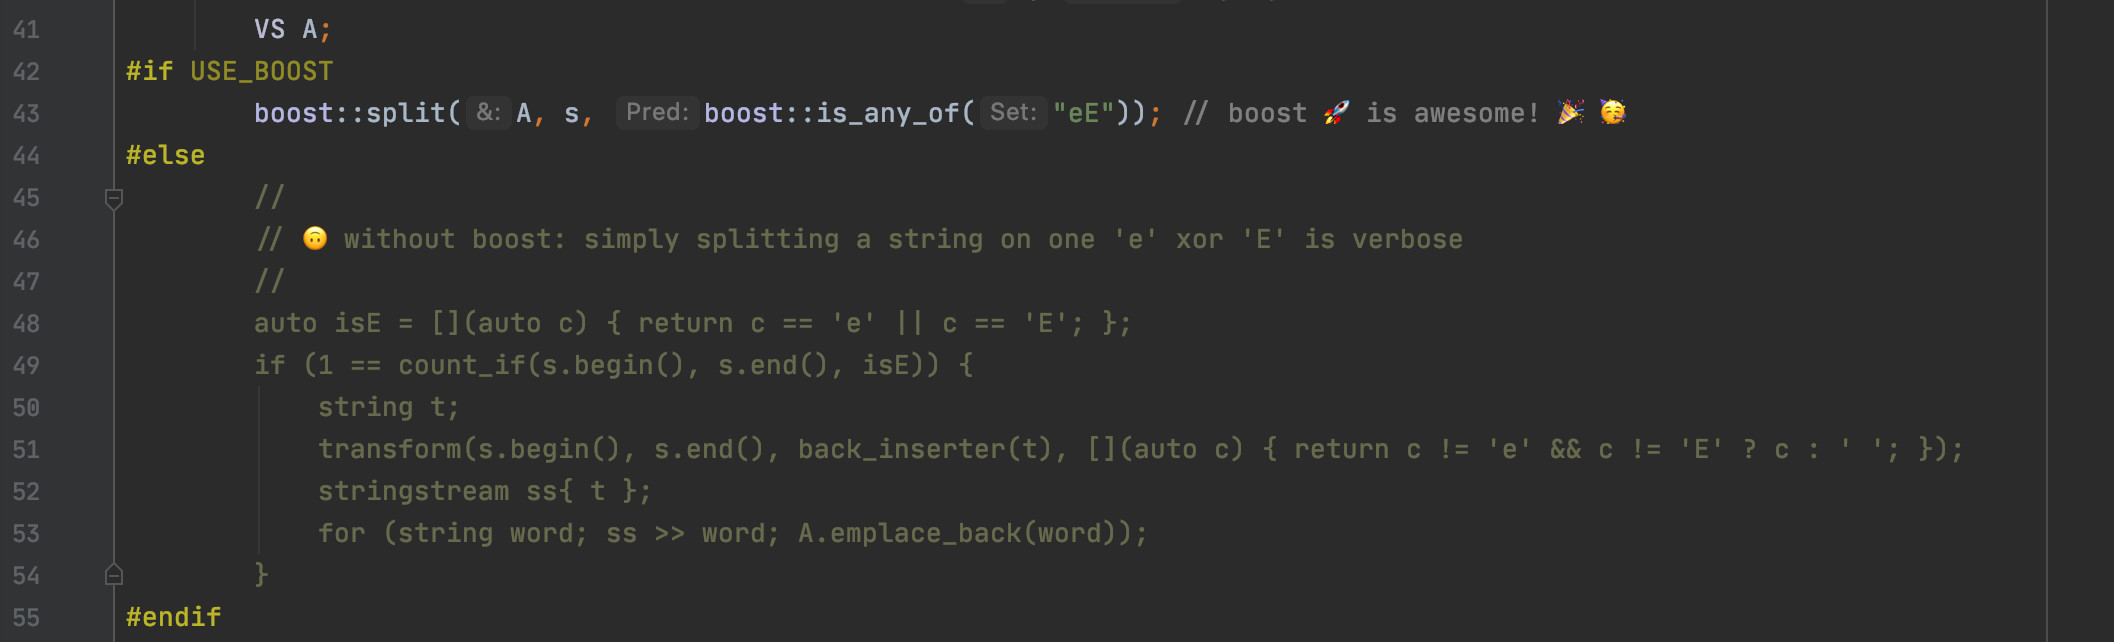 41 VS A;
42 #if USE_BOOST
43 boost::split( &: A, s, Pred: boost::is_any_of( Set: "eE")); // boost 🚀 is awesome! 🎉 🥳
44 #else
45 //
46 // 🙃 without boost: simply splitting a string on one 'e' xor 'E' is verbose
47 //
48 auto isE = [](auto c) { return c == 'e' || c == 'E'; };
49 if (1 == count_if(s.begin(), s.end(), isE)) {
50 string t;
51 transform(s.begin(), s.end(), back_inserter(t), [](auto c) { return c != 'e' && c != 'E' ? c : ' '; });
52 stringstream ss{ t };
53 for (string word; ss >> word; A.emplace_back(word));
54 }
55 #endif